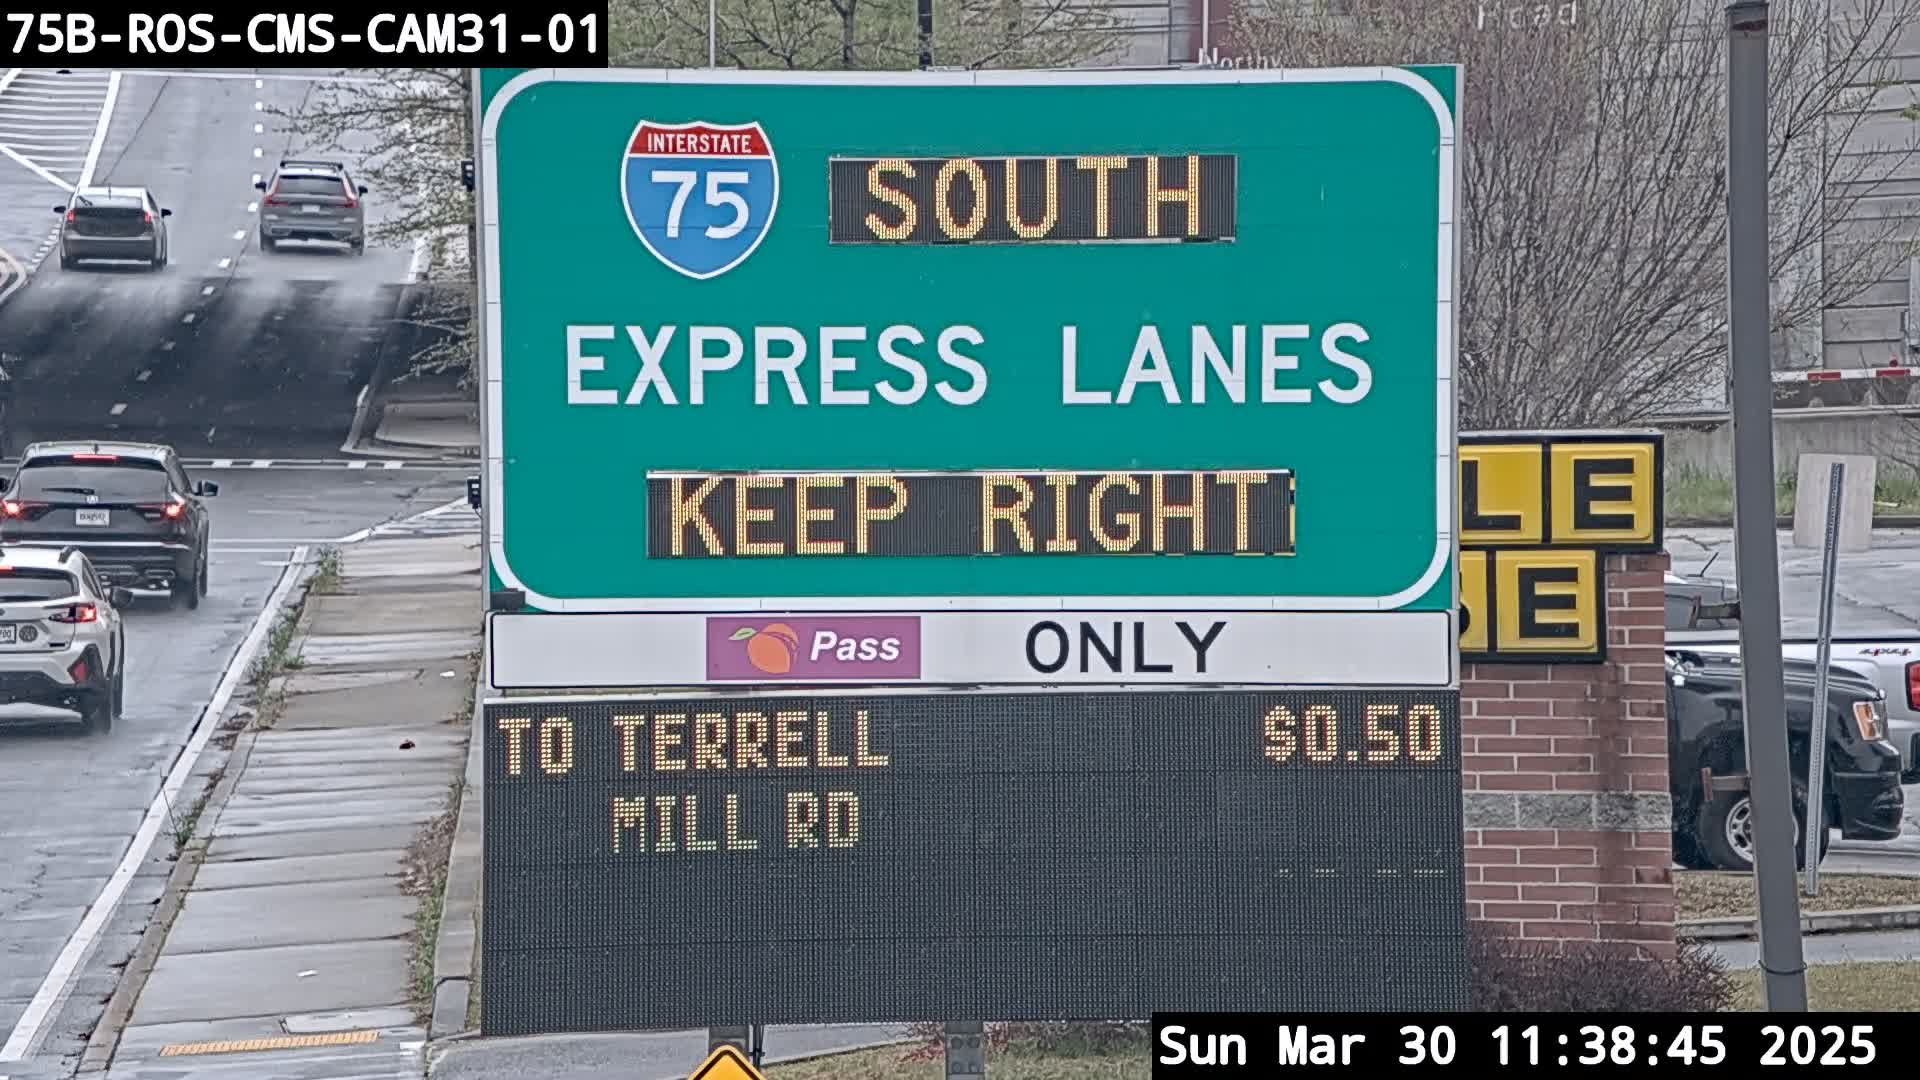 75B-ROS-CMS-CAM31-01
INTERSTATE
75
SOUTH
EXPRESS LANES
KEEP RIGHT
LE
E
Pass ONLY
TO TERRELL $0.50
MILL RD
Sun Mar 30 11:38:45 2025